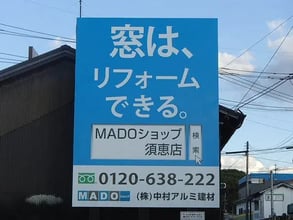 窓は、
リフォーム
できる。
MADOショップ
須恵店
検索
0120-638-222
MADO
(株)中村アルミ建材